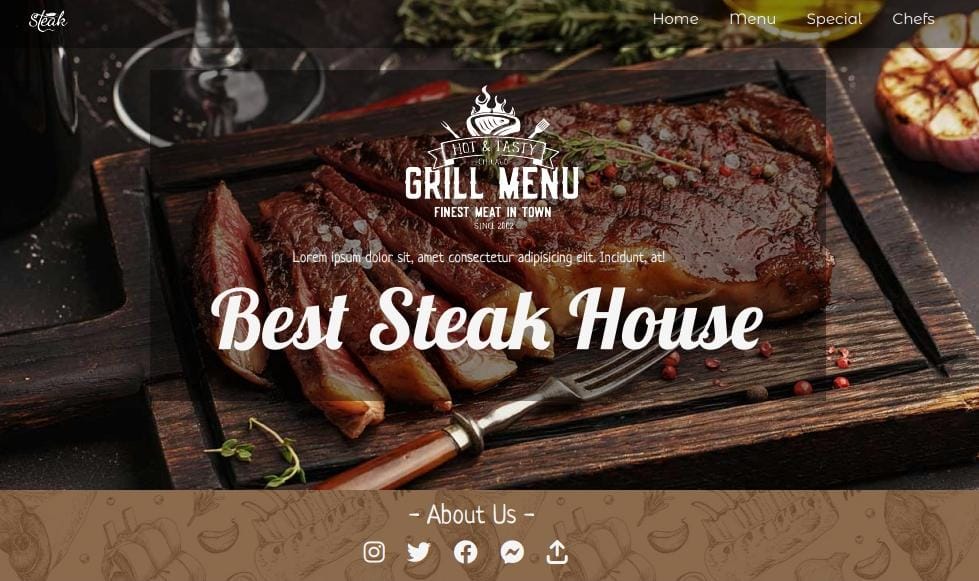 Steak
Home Menu Special Chefs
HOT & TASTY
CHICAGO
GRILL MENU
FINEST MEAT IN TOWN
SINCE 2002
Lorem ipsum dolor sit, amet consectetur adipisicing elit. Incidunt, at!
Best Steak House
- About Us -